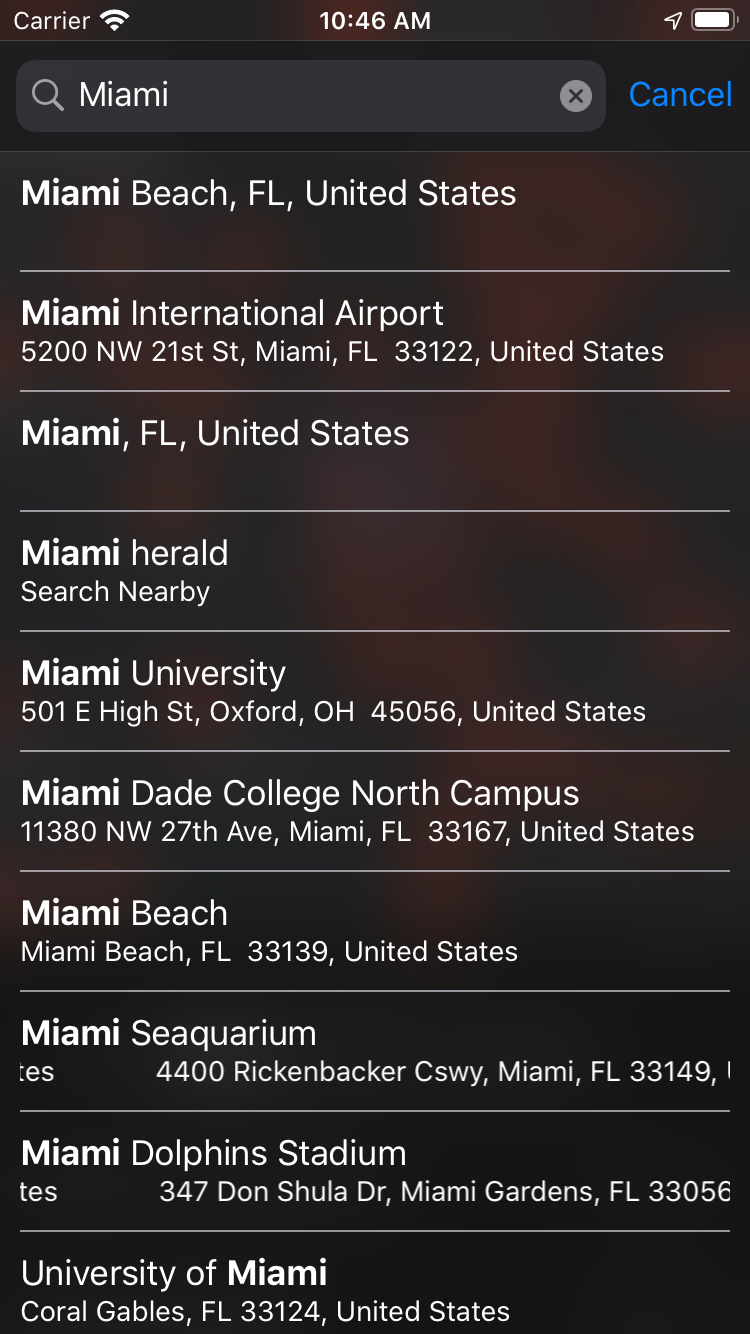 Carrier 10:46 AM
Miami Cancel
Miami Beach, FL, United States
Miami International Airport
5200 NW 21st St, Miami, FL  33122, United States
Miami, FL, United States
Miami herald
Search Nearby
Miami University
501 E High St, Oxford, OH  45056, United States
Miami Dade College North Campus
11380 NW 27th Ave, Miami, FL  33167, United States
Miami Beach
Miami Beach, FL  33139, United States
Miami Seaquarium
tes 4400 Rickenbacker Cswy, Miami, FL 33149,
Miami Dolphins Stadium
tes 347 Don Shula Dr, Miami Gardens, FL 33056
University of Miami
Coral Gables, FL 33124, United States